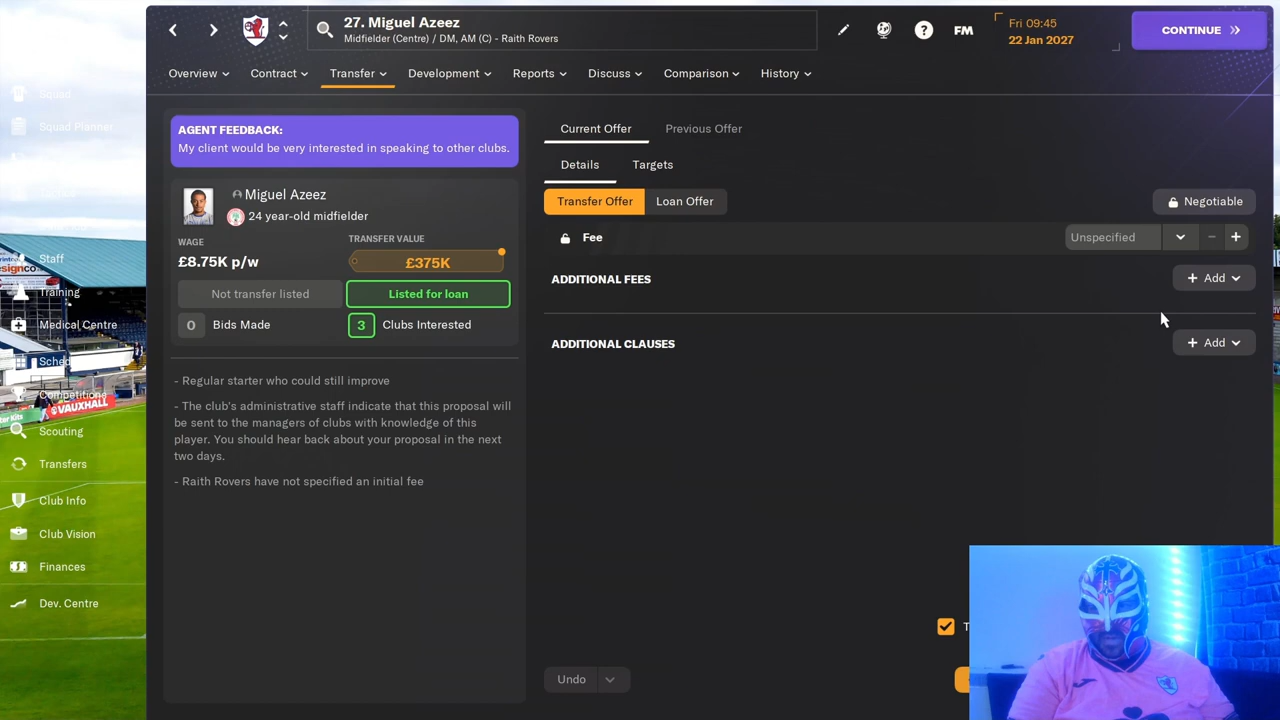 27. Miguel Azeez
Midfielder (Centre) / DM, AM (C) - Raith Rovers
FM
Fri 09:45
22 Jan 2027
CONTINUE
Overview
Contract
Transfer
Development
Reports
Discuss
Comparison
History
Squad
Squad Planner
Staff
Training
Medical Centre
Sched
Competitions
Scouting
Transfers
Club Info
Club Vision
Finances
Dev. Centre
VAUXHALL
AGENT FEEDBACK:
My client would be very interested in speaking to other clubs.
Miguel Azeez
24 year-old midfielder
WAGE
£8.75K p/w
TRANSFER VALUE
£375K
Not transfer listed
Listed for loan
0 Bids Made
3 Clubs Interested
- Regular starter who could still improve
- The club's administrative staff indicate that this proposal will
be sent to the managers of clubs with knowledge of this
player. You should hear back about your proposal in the next
two days.
- Raith Rovers have not specified an initial fee
Current Offer
Previous Offer
Details
Targets
Transfer Offer
Loan Offer
Negotiable
Fee
Unspecified
ADDITIONAL FEES
Add
ADDITIONAL CLAUSES
Add
Undo